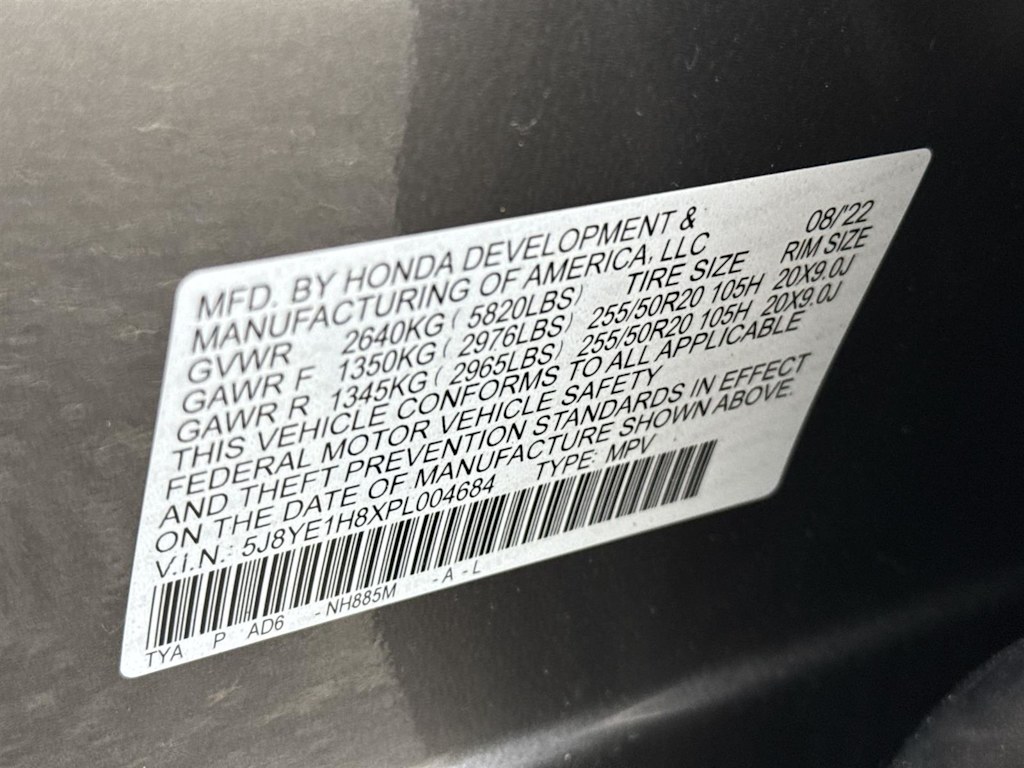 MFD. BY HONDA DEVELOPMENT & 08/'22
MANUFACTURING OF AMERICA, LLC RIM SIZE
GVWR 2640KG ( 5820LBS) TIRE SIZE
GAWR F 1350KG ( 2976LBS) 255/50R20 105H 20X9.0J
GAWR R 1345KG ( 2965LBS) 255/50R20 105H 20X9.0J
THIS VEHICLE CONFORMS TO ALL APPLICABLE
FEDERAL MOTOR VEHICLE SAFETY
AND THEFT PREVENTION STANDARDS IN EFFECT
ON THE DATE OF MANUFACTURE SHOWN ABOVE.
V.I.N.: 5J8YE1H8XPL004684 TYPE: MPV
TYA P AD6 -NH885M -A-L